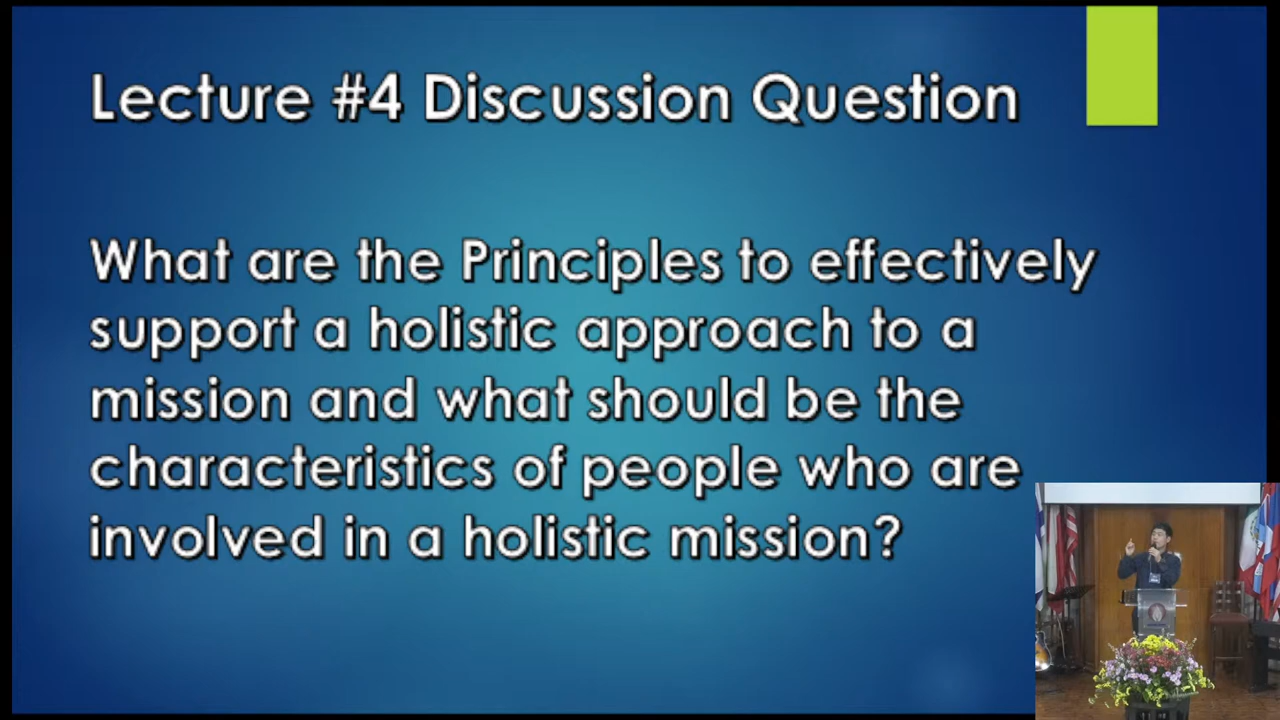 Lecture #4 Discussion Question
What are the Principles to effectively
support a holistic approach to a
mission and what should be the
characteristics of people who are
involved in a holistic mission?